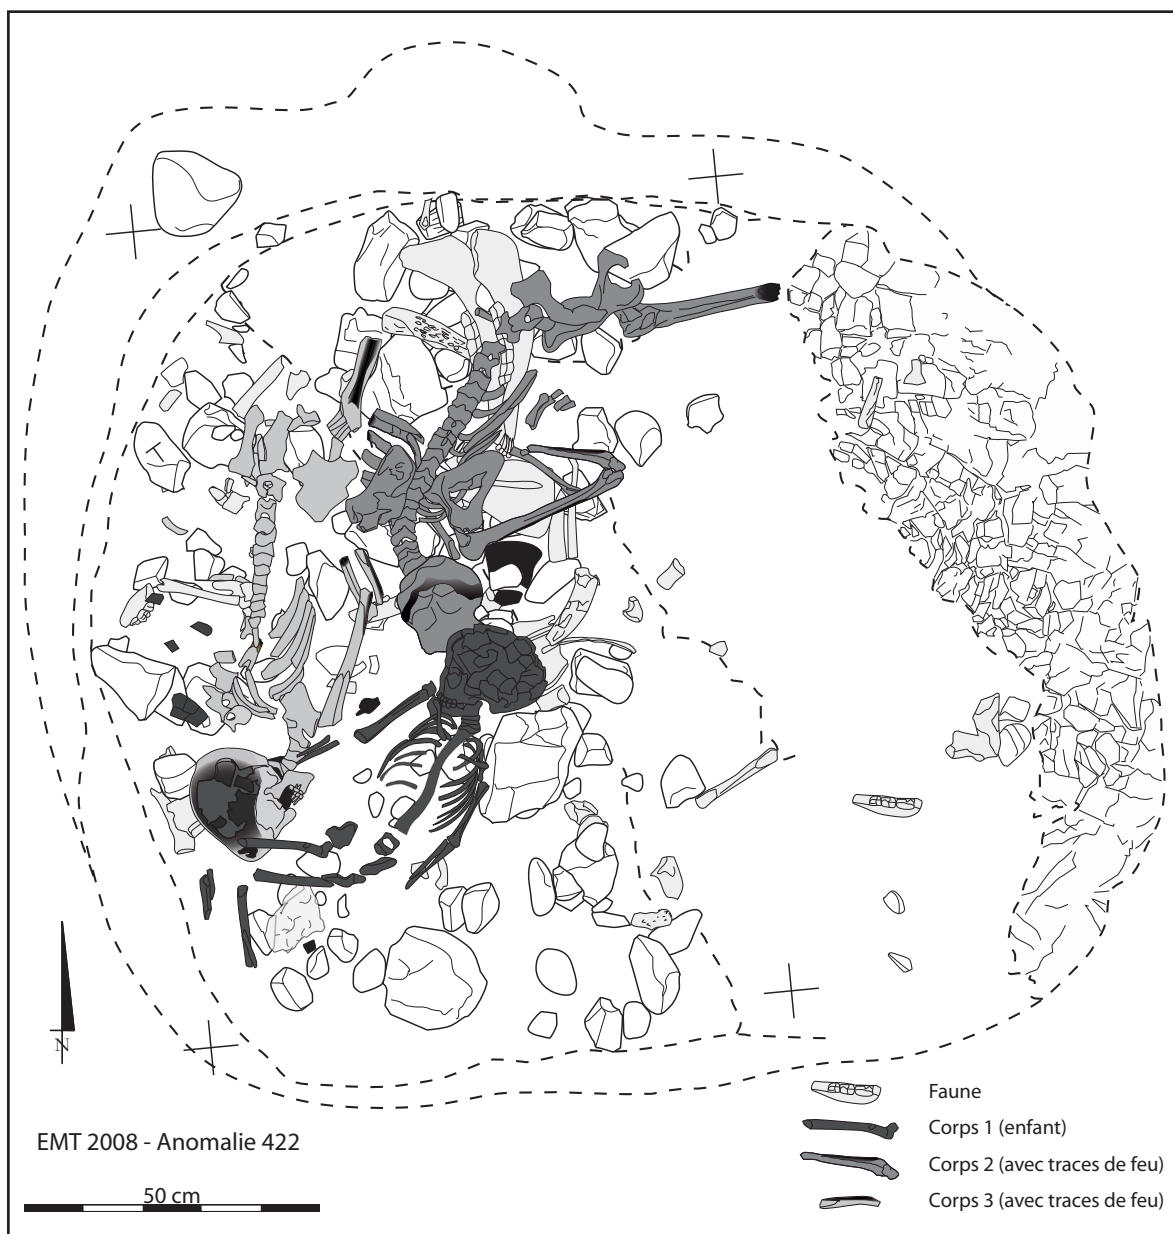 N
EMT 2008 - Anomalie 422
50 cm
Faune
Corps 1 (enfant)
Corps 2 (avec traces de feu)
Corps 3 (avec traces de feu)